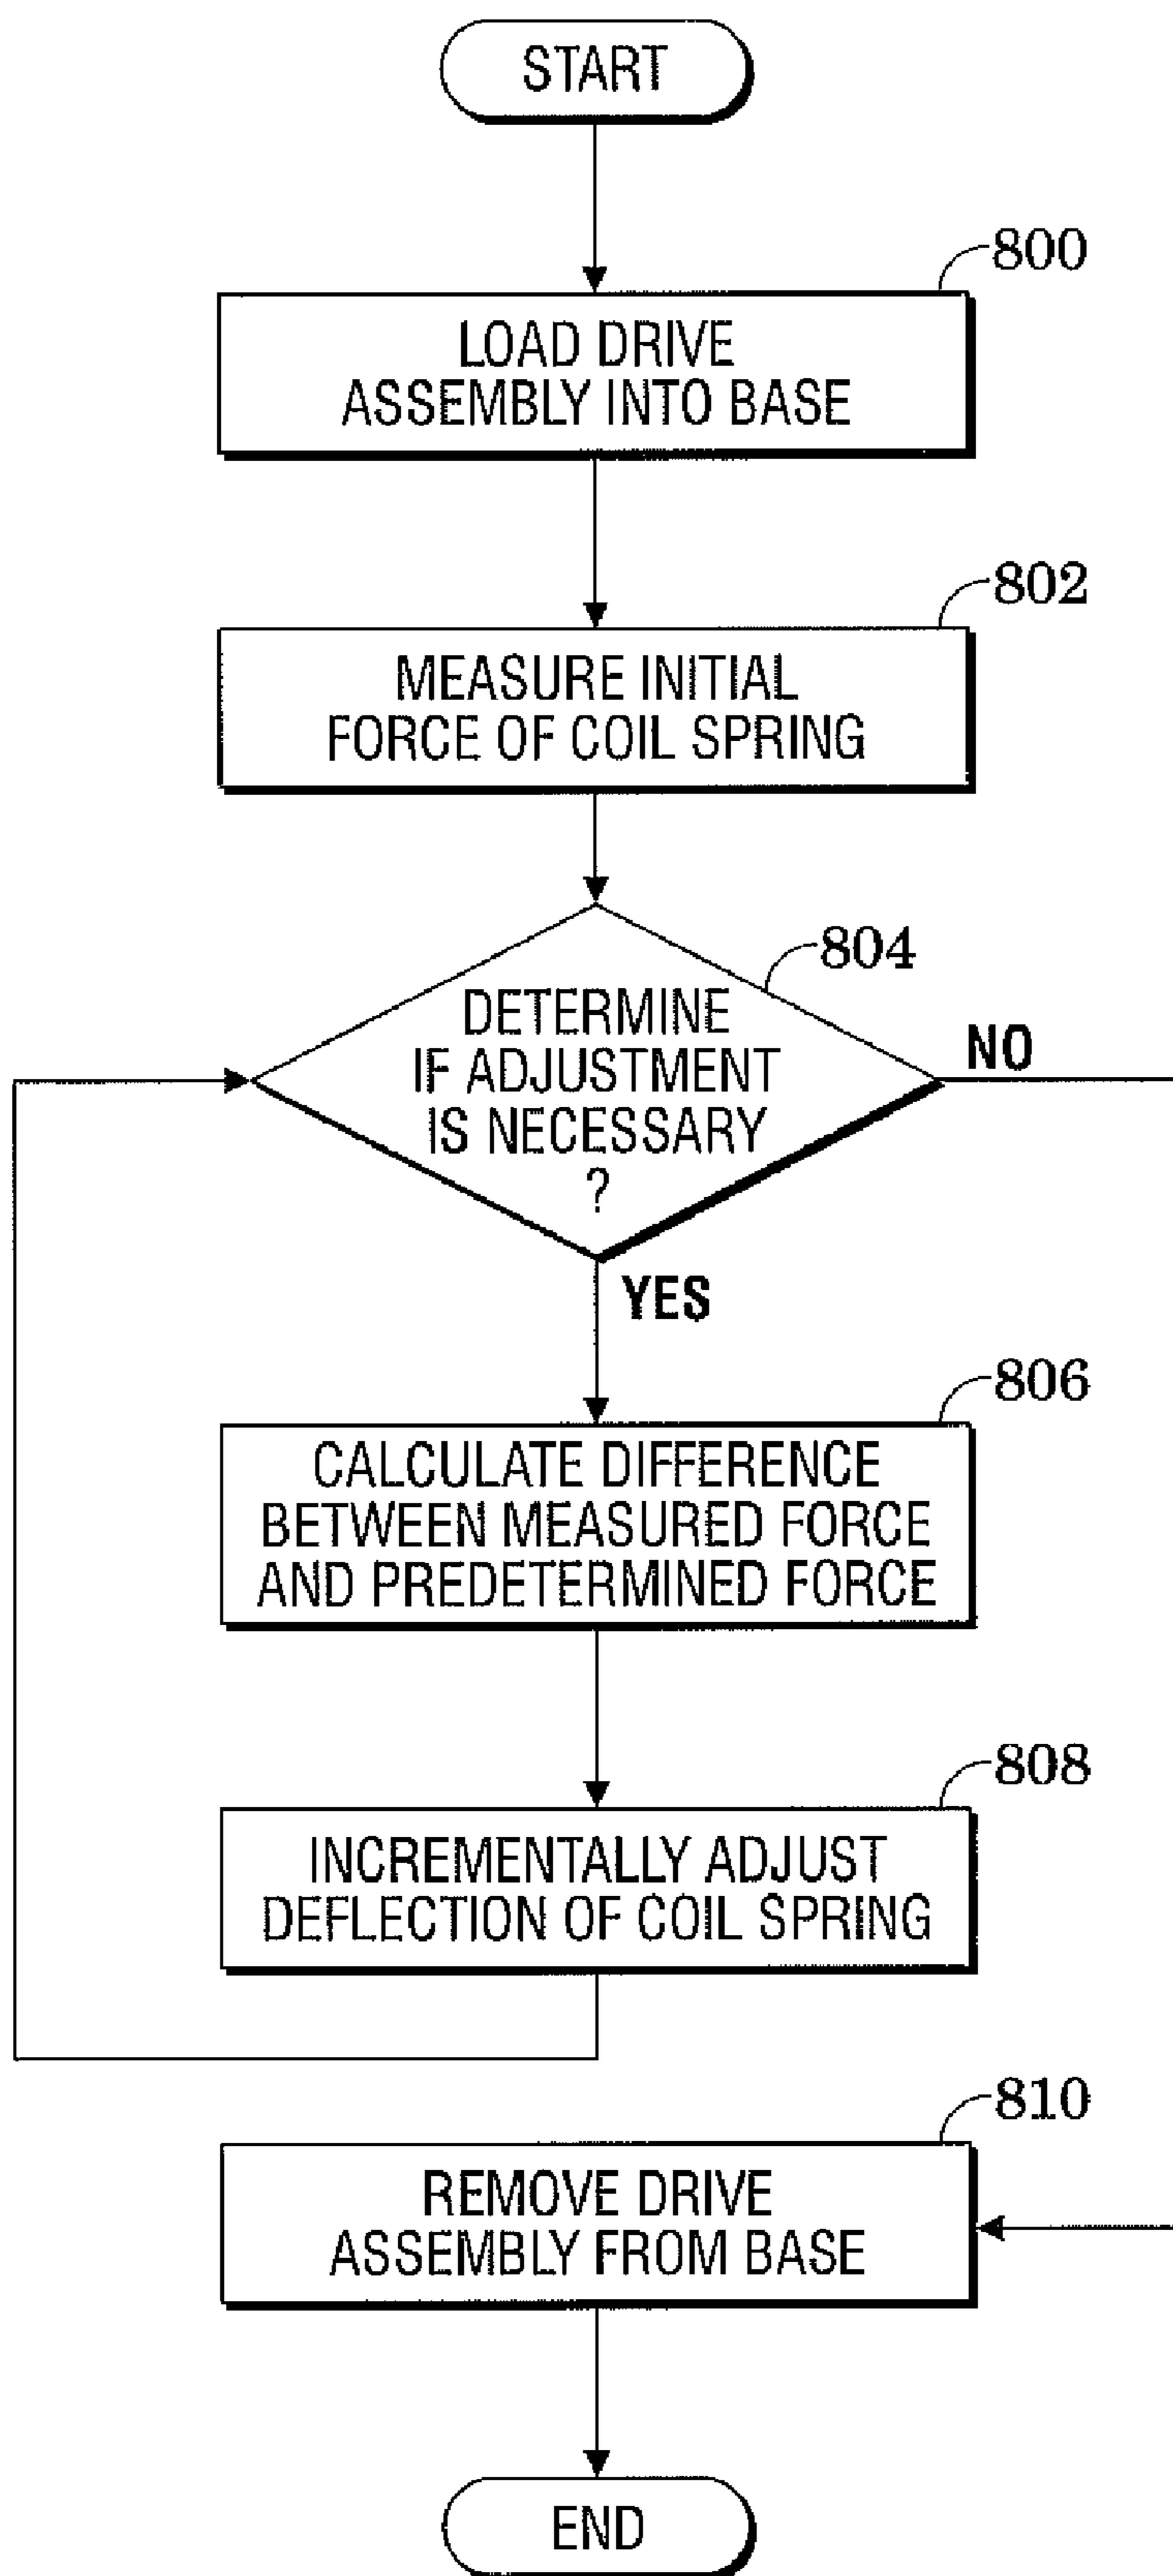 START
800
LOAD DRIVE
ASSEMBLY INTO BASE
802
MEASURE INITIAL
FORCE OF COIL SPRING
804
DETERMINE
IF ADJUSTMENT
IS NECESSARY
?
NO
YES
806
CALCULATE DIFFERENCE
BETWEEN MEASURED FORCE
AND PREDETERMINED FORCE
808
INCREMENTALLY ADJUST
DEFLECTION OF COIL SPRING
810
REMOVE DRIVE
ASSEMBLY FROM BASE
END